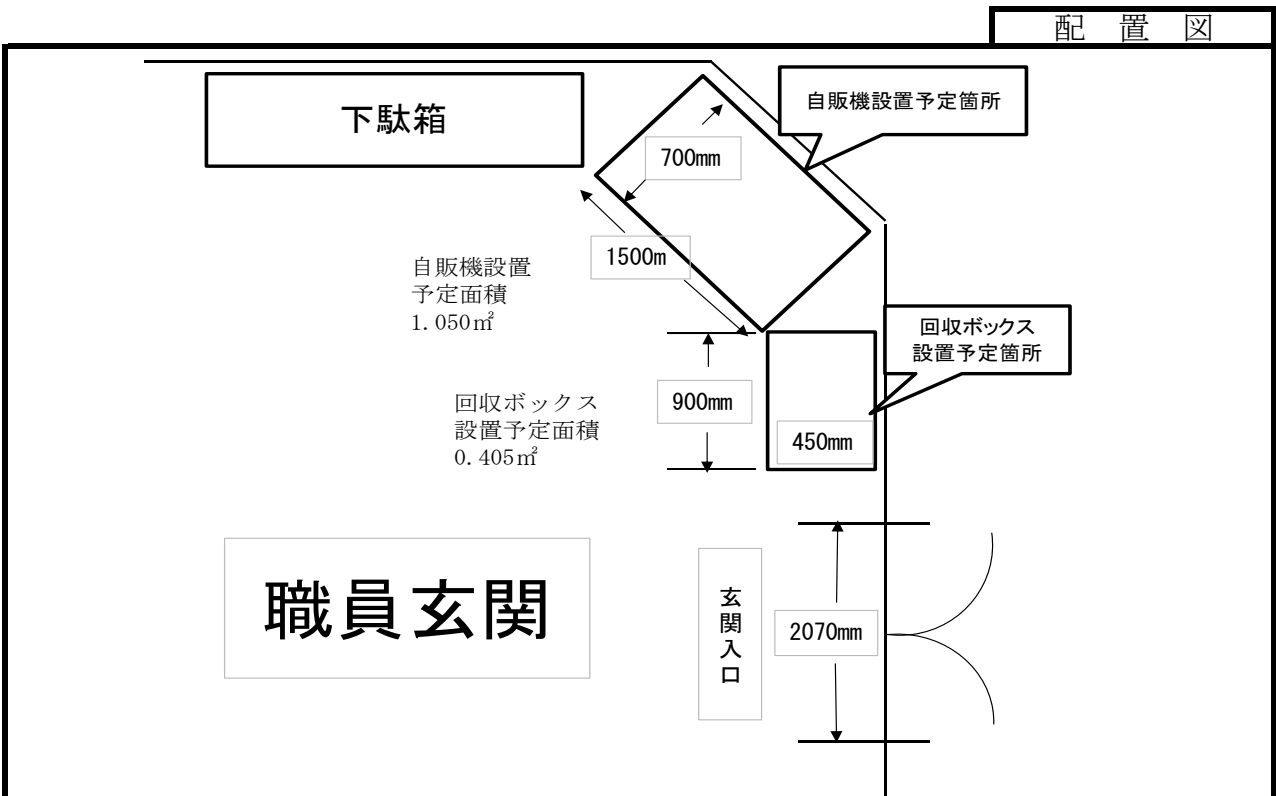 配置図
下駄箱
自販機設置予定箇所
700mm
1500m
自販機設置
予定面積
1.050㎡
回収ボックス
設置予定箇所
900mm
回収ボックス
設置予定面積
0.405㎡
450mm
職員玄関
玄関入口
2070mm